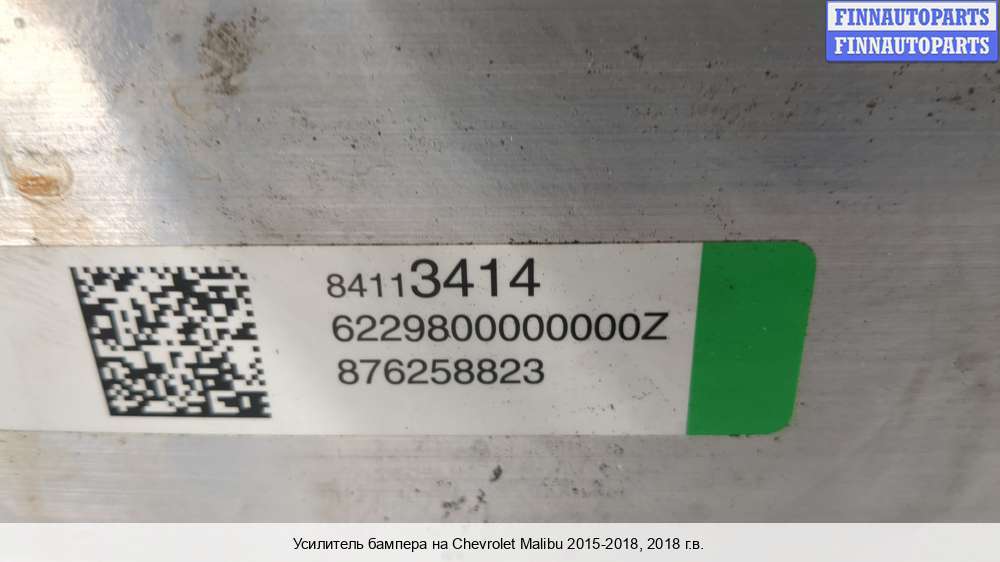 FINNAUTOPARTS
FINNAUTOPARTS
84113414
6229800000000Z
876258823
Усилитель бампера на Chevrolet Malibu 2015-2018, 2018 г.в.